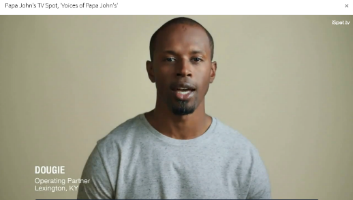 Papa John's TV Spot, 'Voices of Papa John's'
iSpot.tv
DOUGIE
Operating Partner
Lexington, KY